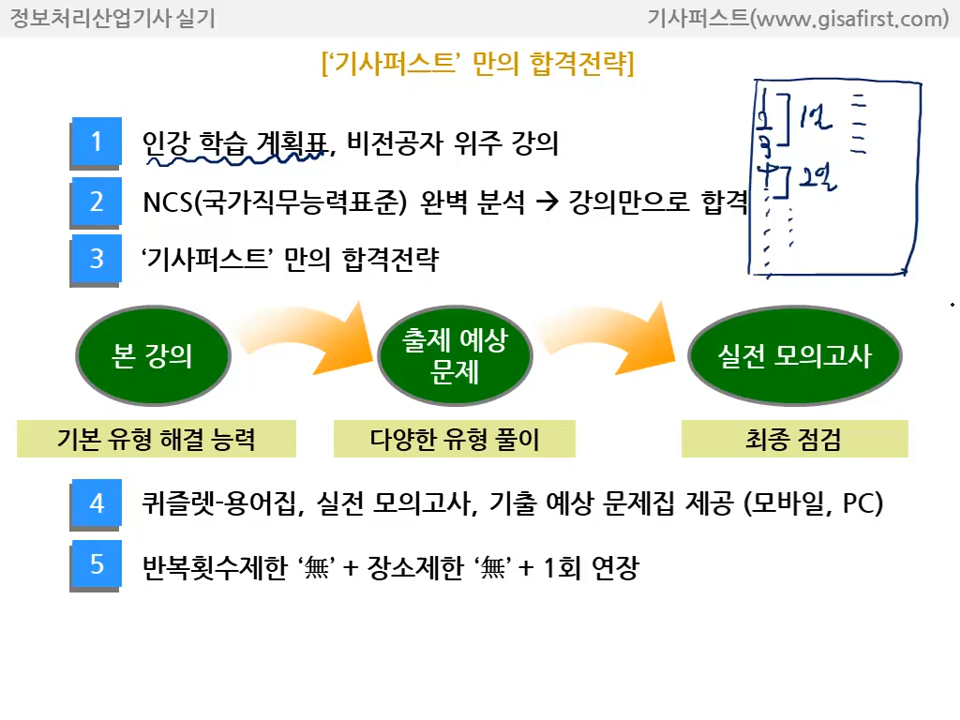 정보처리산업기사 실기
기사퍼스트(www.gisafirst.com)
[‘기사퍼스트’ 만의 합격전략]
1 인강 학습 계획표, 비전공자 위주 강의
2 NCS(국가직무능력표준) 완벽 분석 → 강의만으로 합격
3 ‘기사퍼스트’ 만의 합격전략
1
2
3
1일
4
2일
본 강의
출제 예상
문제
실전 모의고사
기본 유형 해결 능력
다양한 유형 풀이
최종 점검
4 퀴즐렛-용어집, 실전 모의고사, 기출 예상 문제집 제공 (모바일, PC)
5 반복횟수제한 ‘無’ + 장소제한 ‘無’ + 1회 연장